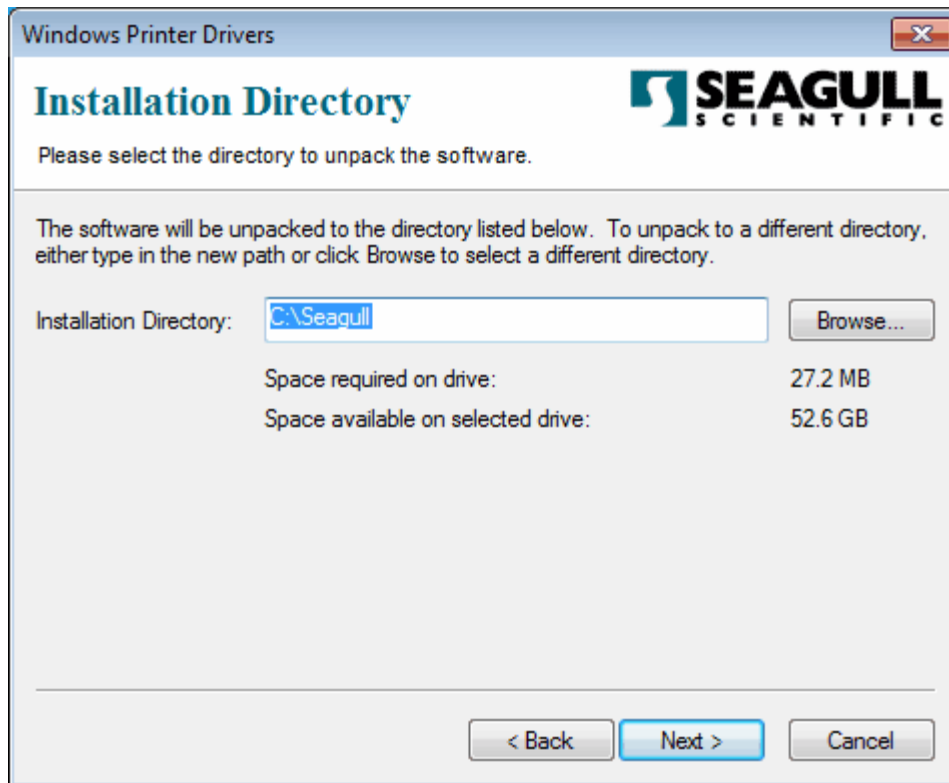 Windows Printer Drivers
Installation Directory
SEAGULL
SCIENTIFIC
Please select the directory to unpack the software.
The software will be unpacked to the directory listed below. To unpack to a different directory,
either type in the new path or click Browse to select a different directory.
Installation Directory: C:\Seagull Browse...
Space required on drive: 27.2 MB
Space available on selected drive: 52.6 GB
< Back Next > Cancel